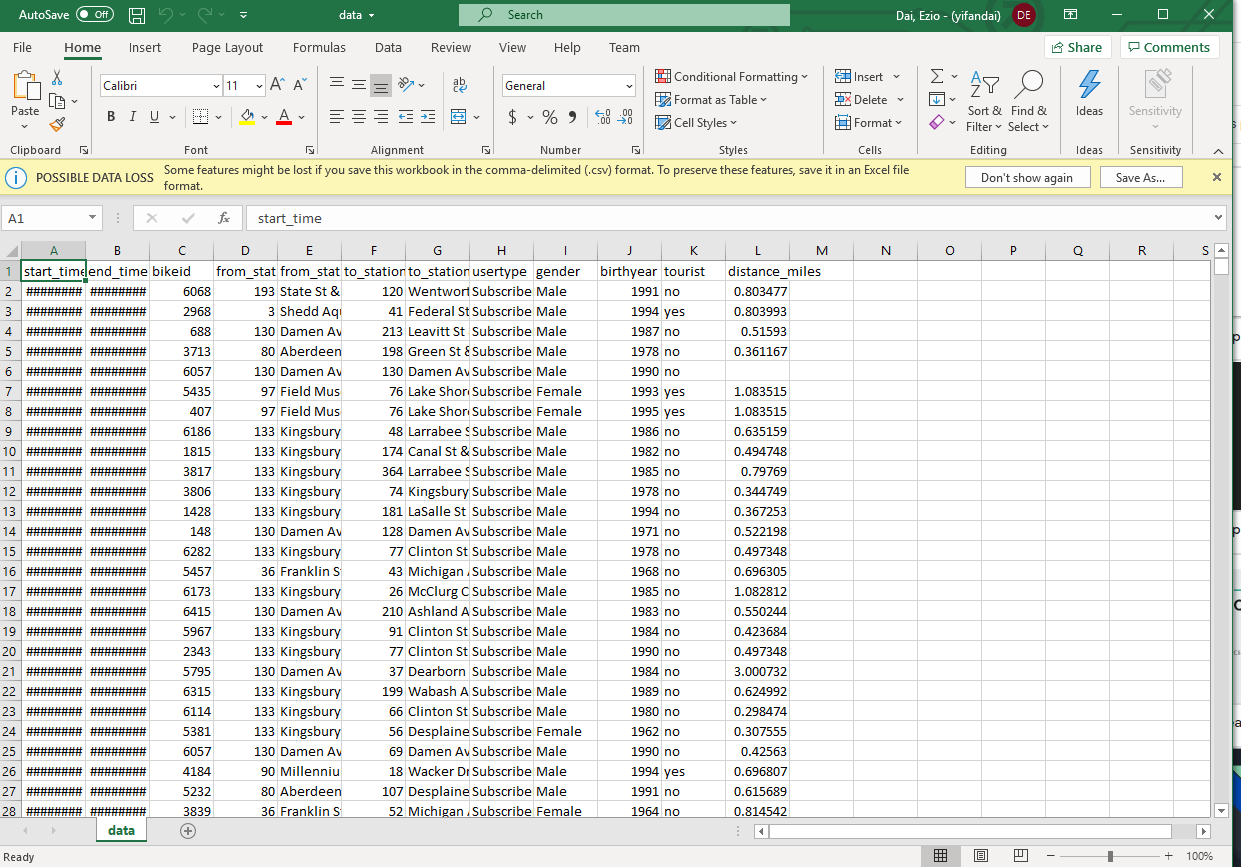 AutoSave Off data Search Dai, Ezio - (yifandai) DE
File Home Insert Page Layout Formulas Data Review View Help Team Share Comments
Paste Calibri 11 A A ab General Conditional Formatting Insert
B I U A $ % 9 Format as Table Delete Sort & Filter Find & Select Ideas Sensitivity
Cell Styles Format
Clipboard Font Alignment Number Styles Cells Editing Ideas Sensitivity
POSSIBLE DATA LOSS Some features might be lost if you save this workbook in the comma-delimited (.csv) format. To preserve these features, save it in an Excel file
format. Don't show again Save As...
A1 fx start_time
A B C D E F G H I J K L M N O P Q R S
1 start_time end_time bikeid from_stat from_stat to_station to_station usertype gender birthyear tourist distance_miles
2 ######## ######## 6068 193 State St & 120 Wentwort Subscribe Male 1991 no 0.803477
3 ######## ######## 2968 3 Shedd Aqu 41 Federal St Subscribe Male 1994 yes 0.803993
4 ######## ######## 688 130 Damen Av 213 Leavitt St Subscribe Male 1987 no 0.51593
5 ######## ######## 3713 80 Aberdeen 198 Green St & Subscribe Male 1978 no 0.361167
6 ######## ######## 6057 130 Damen Av 130 Damen Av Subscribe Male 1990 no
7 ######## ######## 5435 97 Field Mus 76 Lake Shor Subscribe Female 1993 yes 1.083515
8 ######## ######## 407 97 Field Mus 76 Lake Shor Subscribe Female 1995 yes 1.083515
9 ######## ######## 6186 133 Kingsbury 48 Larrabee S Subscribe Male 1986 no 0.635159
10 ######## ######## 1815 133 Kingsbury 174 Canal St & Subscribe Male 1982 no 0.494748
11 ######## ######## 3817 133 Kingsbury 364 Larrabee S Subscribe Male 1985 no 0.79769
12 ######## ######## 3806 133 Kingsbury 74 Kingsbury Subscribe Male 1978 no 0.344749
13 ######## ######## 1428 133 Kingsbury 181 LaSalle St Subscribe Male 1994 no 0.367253
14 ######## ######## 148 130 Damen Av 128 Damen Av Subscribe Male 1971 no 0.522198
15 ######## ######## 6282 133 Kingsbury 77 Clinton St Subscribe Male 1978 no 0.497348
16 ######## ######## 5457 36 Franklin S 43 Michigan A Subscribe Male 1968 no 0.696305
17 ######## ######## 6173 133 Kingsbury 26 McClurg C Subscribe Male 1985 no 1.082812
18 ######## ######## 6415 130 Damen Av 210 Ashland A Subscribe Male 1983 no 0.550244
19 ######## ######## 5967 133 Kingsbury 91 Clinton St Subscribe Male 1984 no 0.423684
20 ######## ######## 2343 133 Kingsbury 77 Clinton St Subscribe Male 1990 no 0.497348
21 ######## ######## 5795 130 Damen Av 37 Dearborn Subscribe Male 1984 no 3.000732
22 ######## ######## 6315 133 Kingsbury 199 Wabash A Subscribe Male 1989 no 0.624992
23 ######## ######## 6114 133 Kingsbury 66 Clinton St Subscribe Male 1980 no 0.298474
24 ######## ######## 5381 133 Kingsbury 56 Desplaine Subscribe Female 1962 no 0.307555
25 ######## ######## 6057 130 Damen Av 69 Damen Av Subscribe Male 1990 no 0.42563
26 ######## ######## 4184 90 Millenniu 18 Wacker Dr Subscribe Male 1994 yes 0.696807
27 ######## ######## 5232 80 Aberdeen 107 Desplaine Subscribe Male 1991 no 0.615689
28 ######## ######## 3839 36 Franklin S 52 Michigan A Subscribe Female 1964 no 0.814542
data
Ready 100%